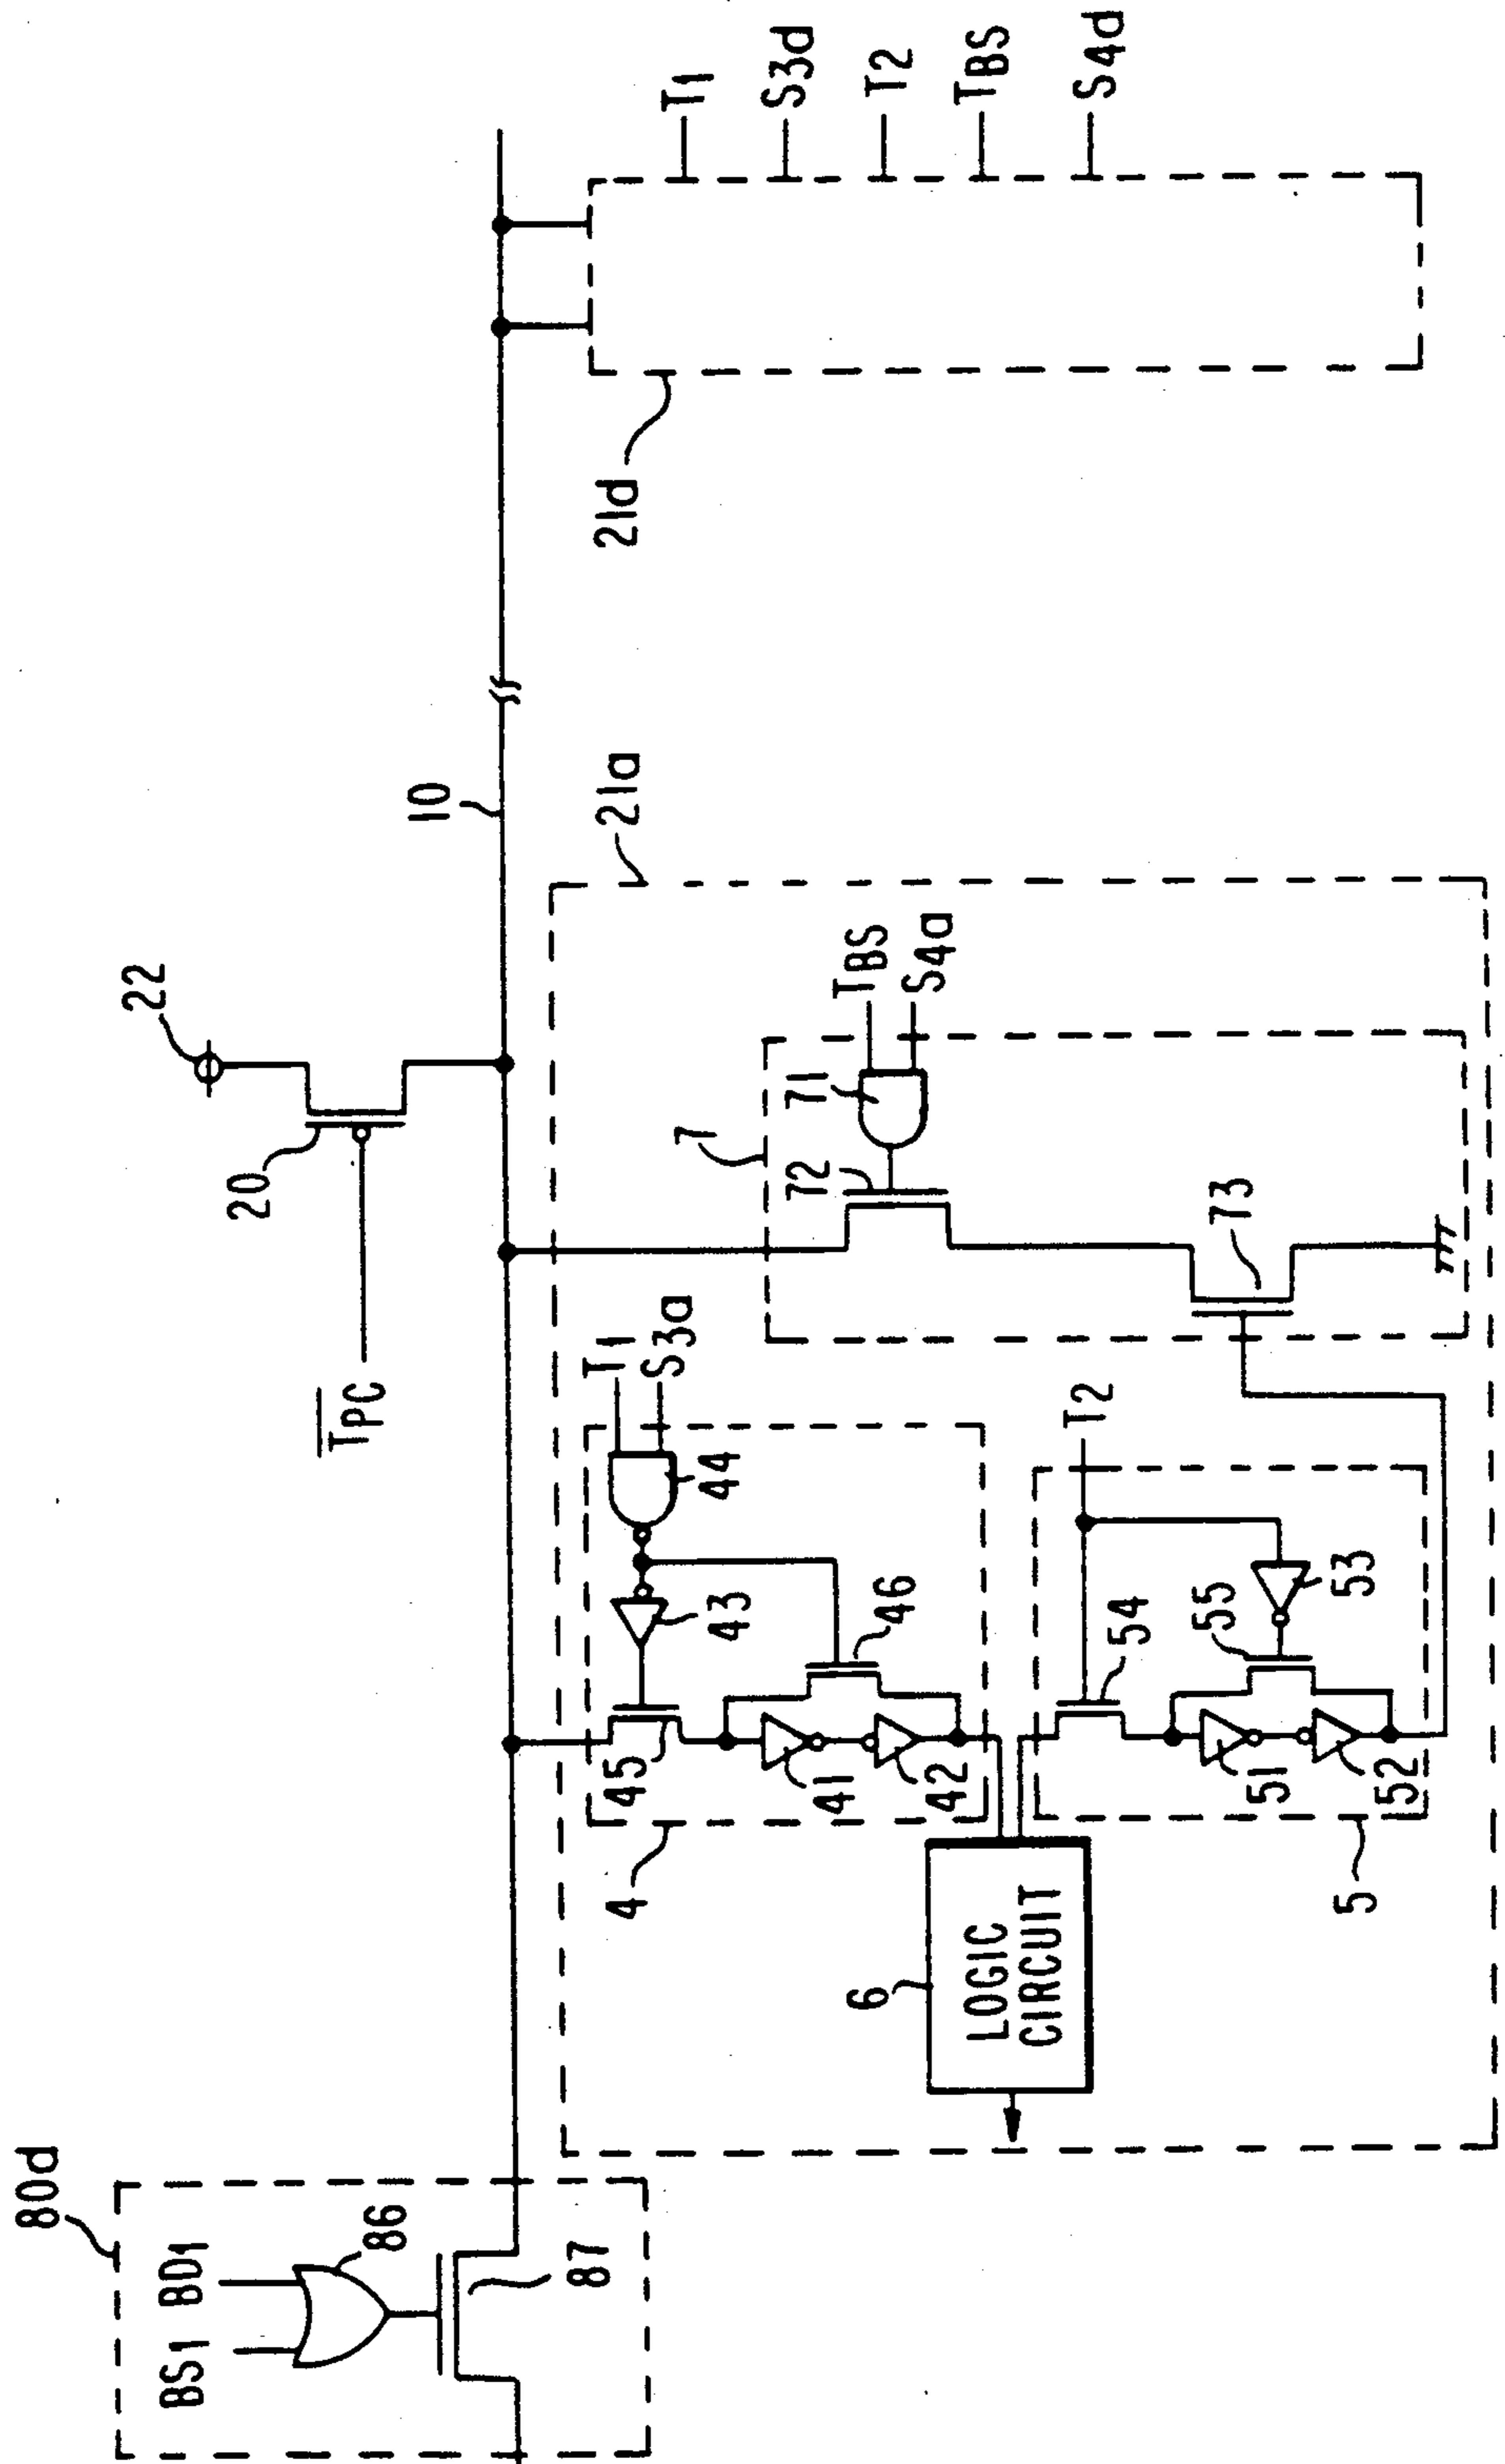 80d
BS1 BD1
86
87
T̅P̅C̅
20
22
10
21a
21d
T1
S3d
T2
TBS
S4d
4
T1
S3a
44
43
45
46
41
42
6
LOGIC
CIRCUIT
5
T2
54
55
53
51
52
7
TBS
S4a
71
72
73